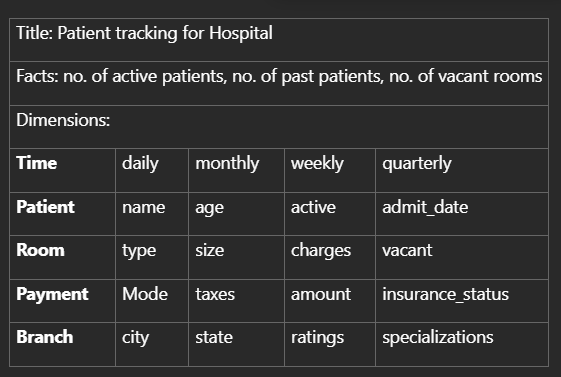 Title: Patient tracking for Hospital
Facts: no. of active patients, no. of past patients, no. of vacant rooms
Dimensions:
Time daily monthly weekly quarterly
Patient name age active admit_date
Room type size charges vacant
Payment Mode taxes amount insurance_status
Branch city state ratings specializations